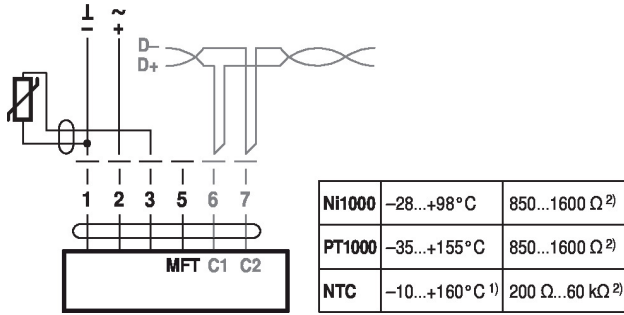 ⊥ ~
− +
D−
D+
1 2 3 5 6 7
MFT C1 C2
Ni1000 −28...+98°C 850...1600 Ω 2)
PT1000 −35...+155°C 850...1600 Ω 2)
NTC −10...+160°C 1) 200 Ω...60 kΩ 2)